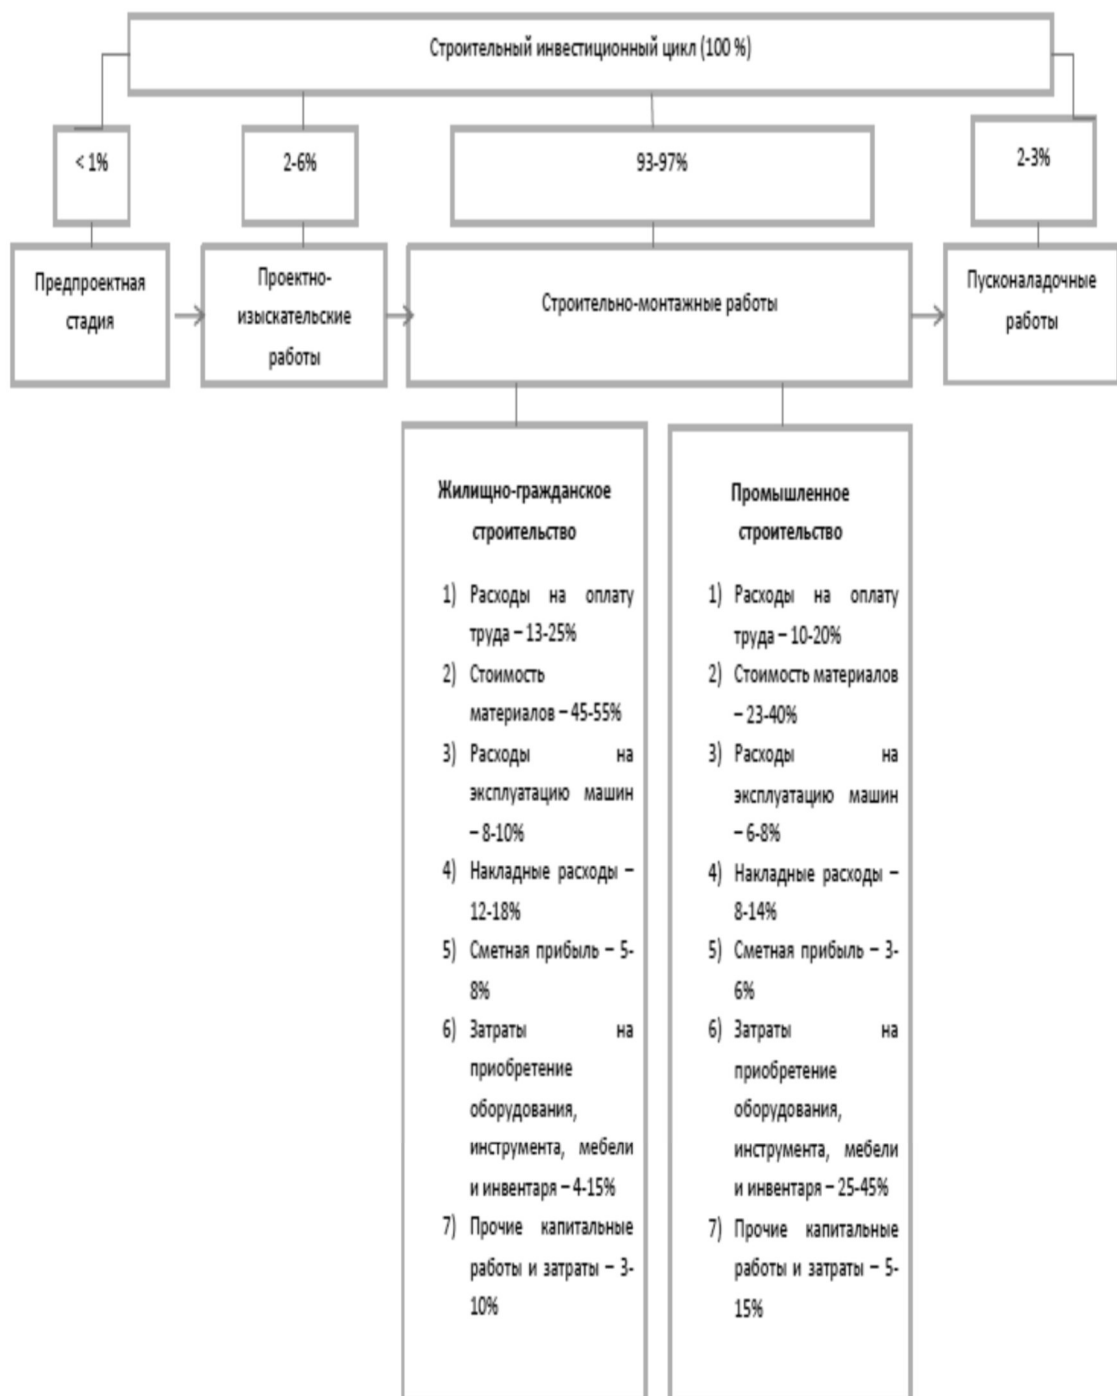 Строительный инвестиционный цикл (100 %)
< 1%
2-6%
93-97%
2-3%
Предпроектная
стадия
Проектно-
изыскательские
работы
Строительно-монтажные работы
Пусконаладочные
работы
Жилищно-гражданское
строительство
1) Расходы на оплату
труда – 13-25%
2) Стоимость
материалов – 45-55%
3) Расходы на
эксплуатацию машин
– 8-10%
4) Накладные расходы –
12-18%
5) Сметная прибыль – 5-
8%
6) Затраты на
приобретение
оборудования,
инструмента, мебели
и инвентаря – 4-15%
7) Прочие капитальные
работы и затраты – 3-
10%
Промышленное
строительство
1) Расходы на оплату
труда – 10-20%
2) Стоимость материалов
– 23-40%
3) Расходы на
эксплуатацию машин
– 6-8%
4) Накладные расходы –
8-14%
5) Сметная прибыль – 3-
6%
6) Затраты на
приобретение
оборудования,
инструмента, мебели
и инвентаря – 25-45%
7) Прочие капитальные
работы и затраты – 5-
15%